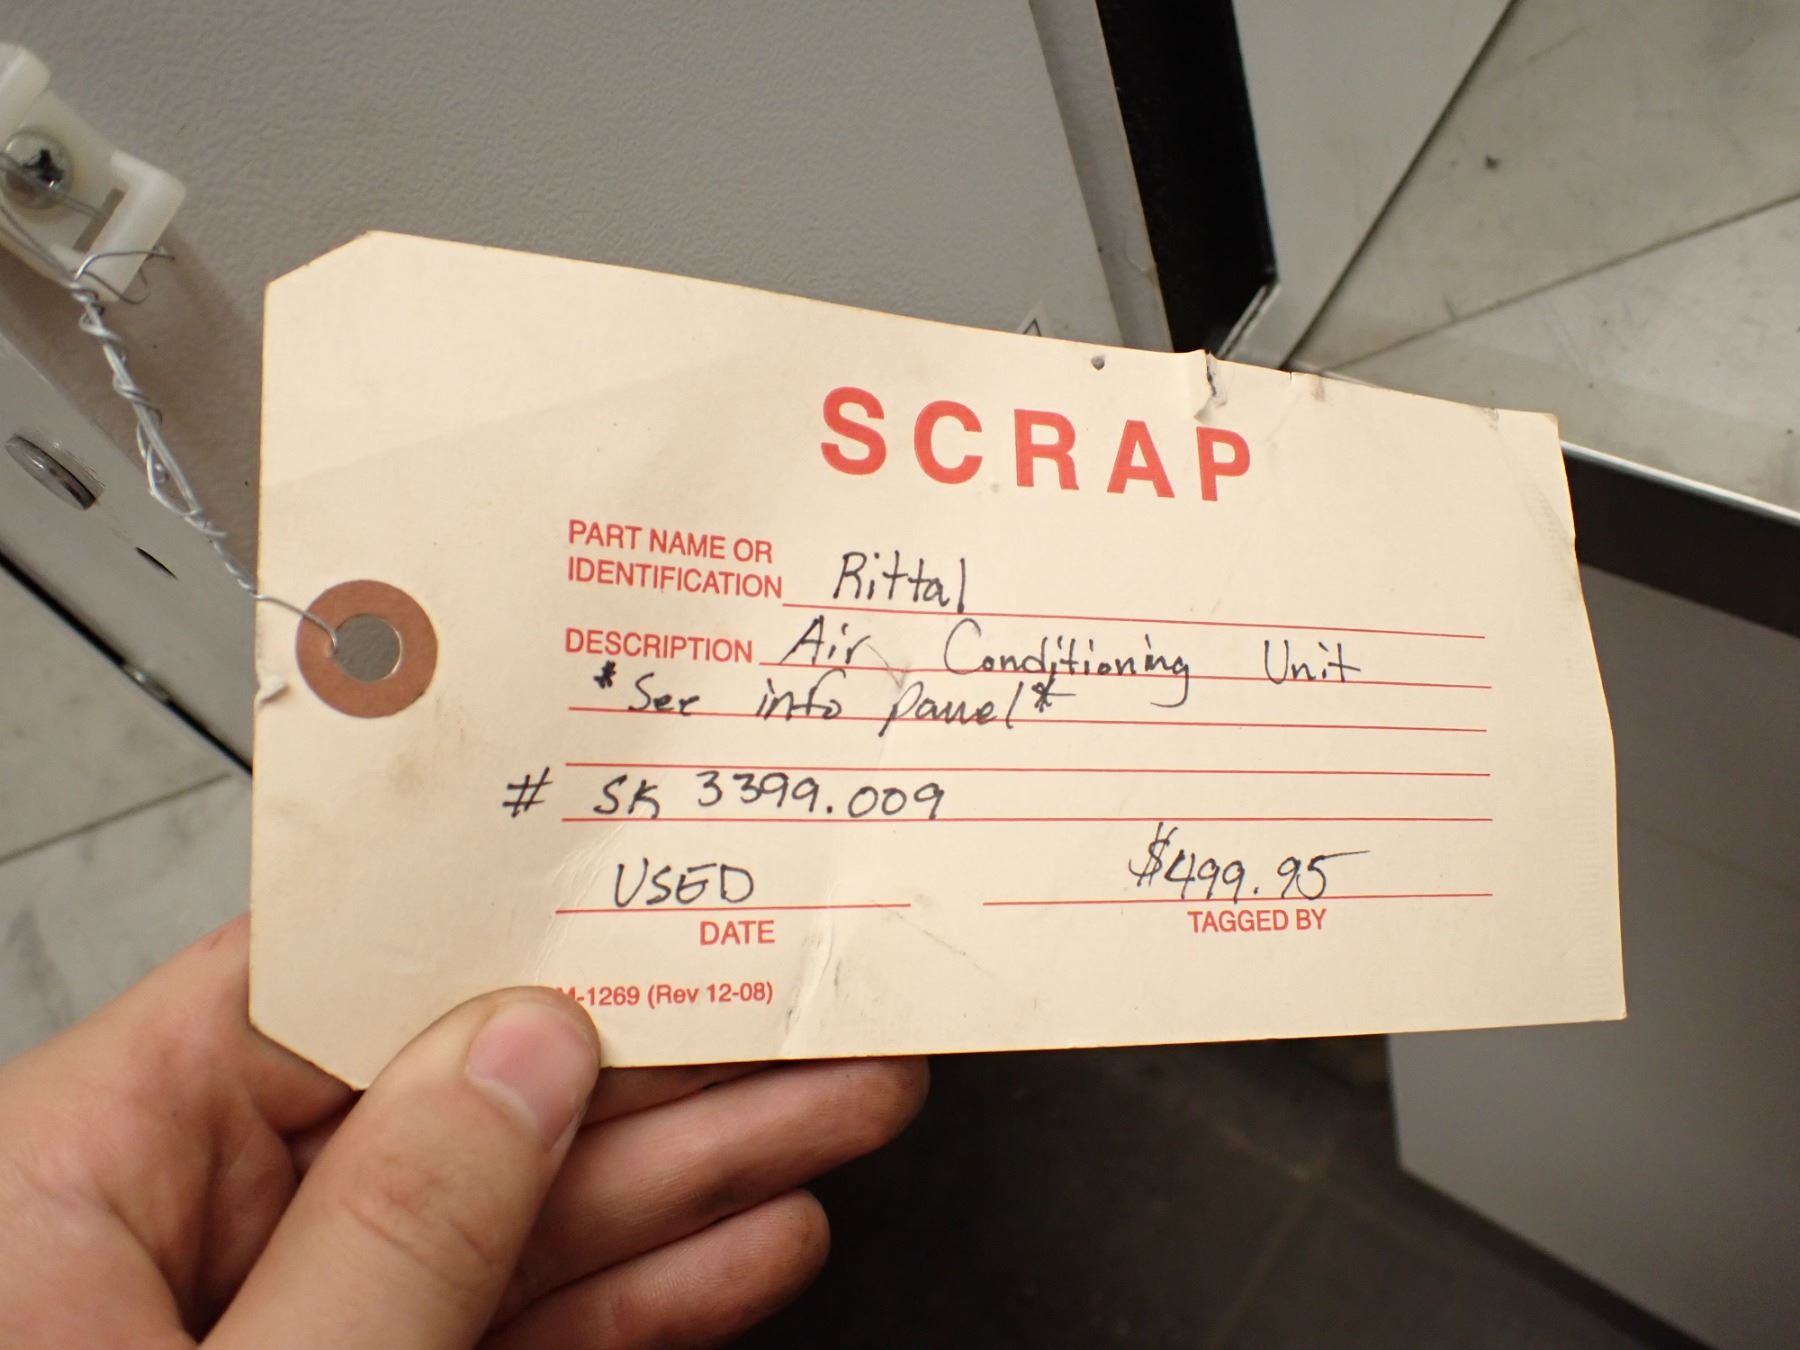 SCRAP
PART NAME OR
IDENTIFICATION Rittal
DESCRIPTION Air Conditioning Unit
*See info panel*
# SK 3399.009
USED $499.95
DATE TAGGED BY
-1269 (Rev 12-08)